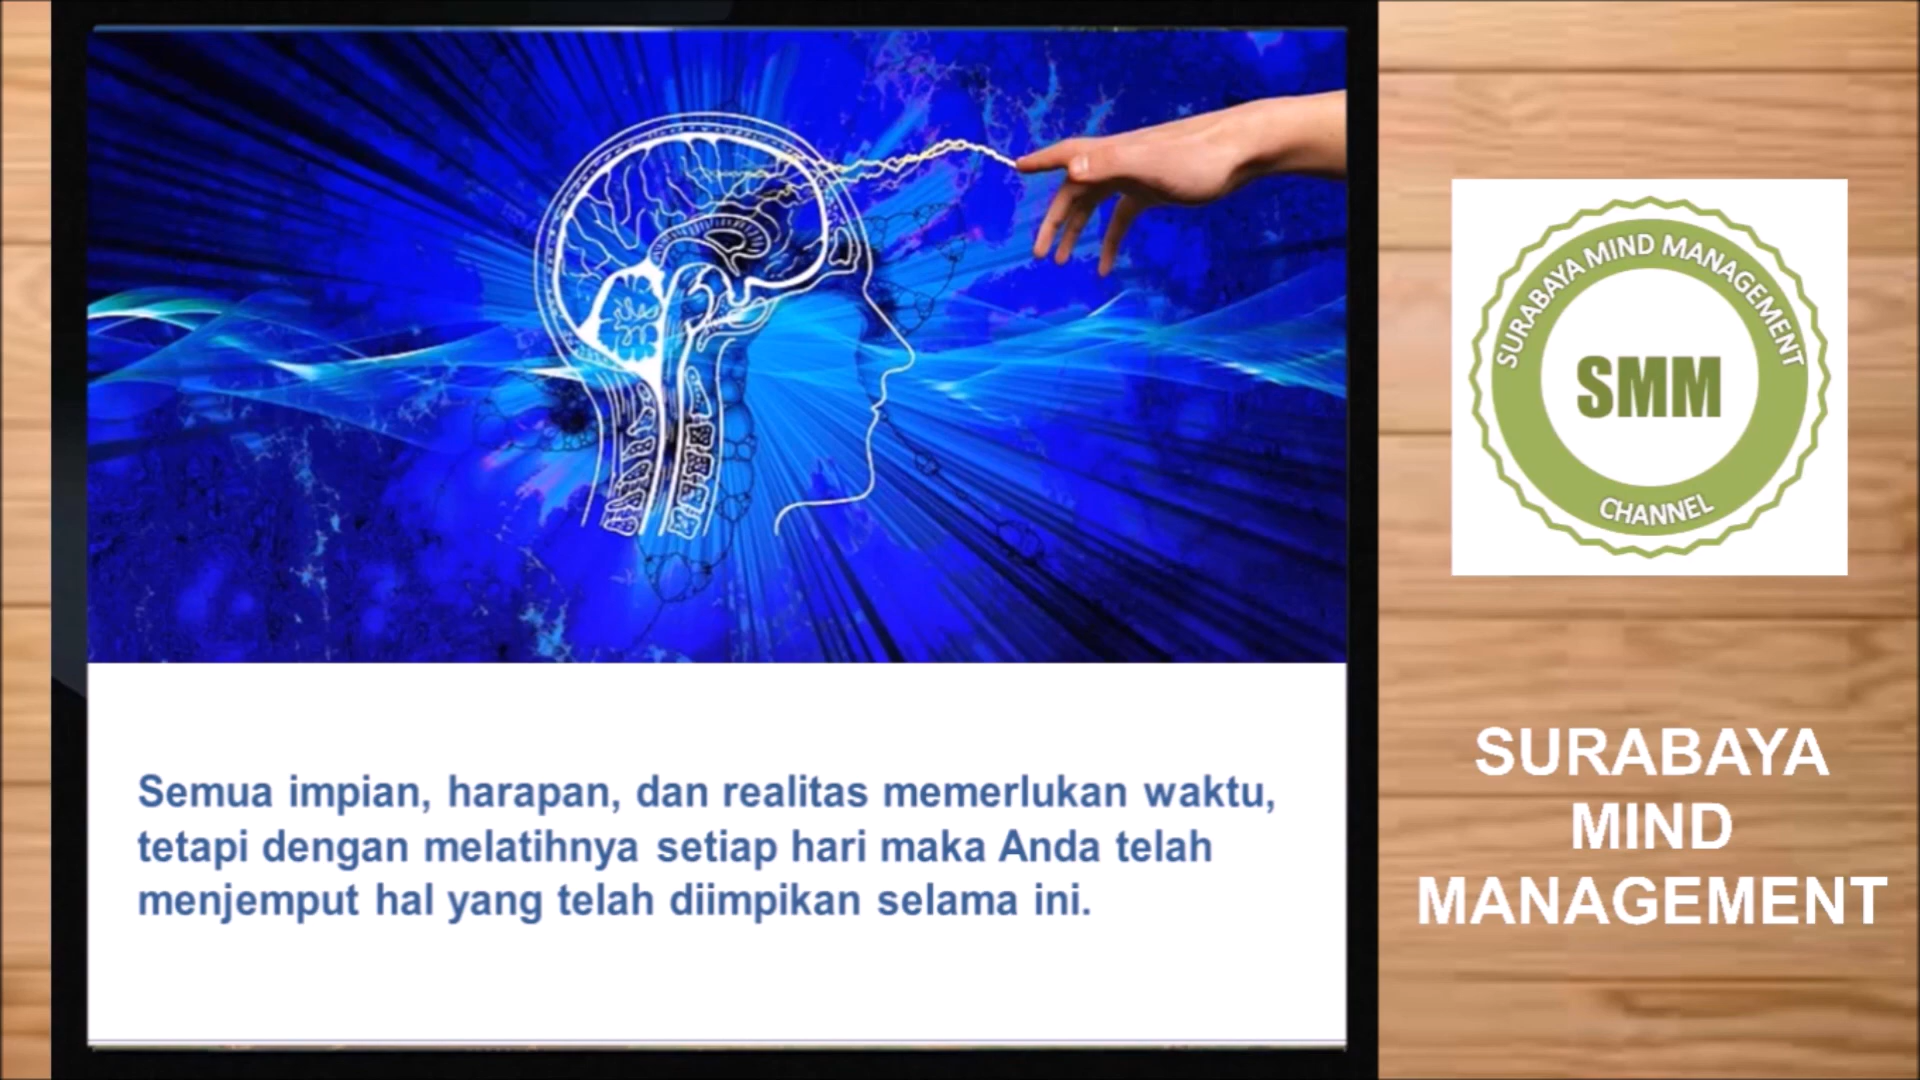 SURABAYA MIND MANAGEMENT
SMM
CHANNEL
Semua impian, harapan, dan realitas memerlukan waktu,
tetapi dengan melatihnya setiap hari maka Anda telah
menjemput hal yang telah diimpikan selama ini.
SURABAYA
MIND
MANAGEMENT